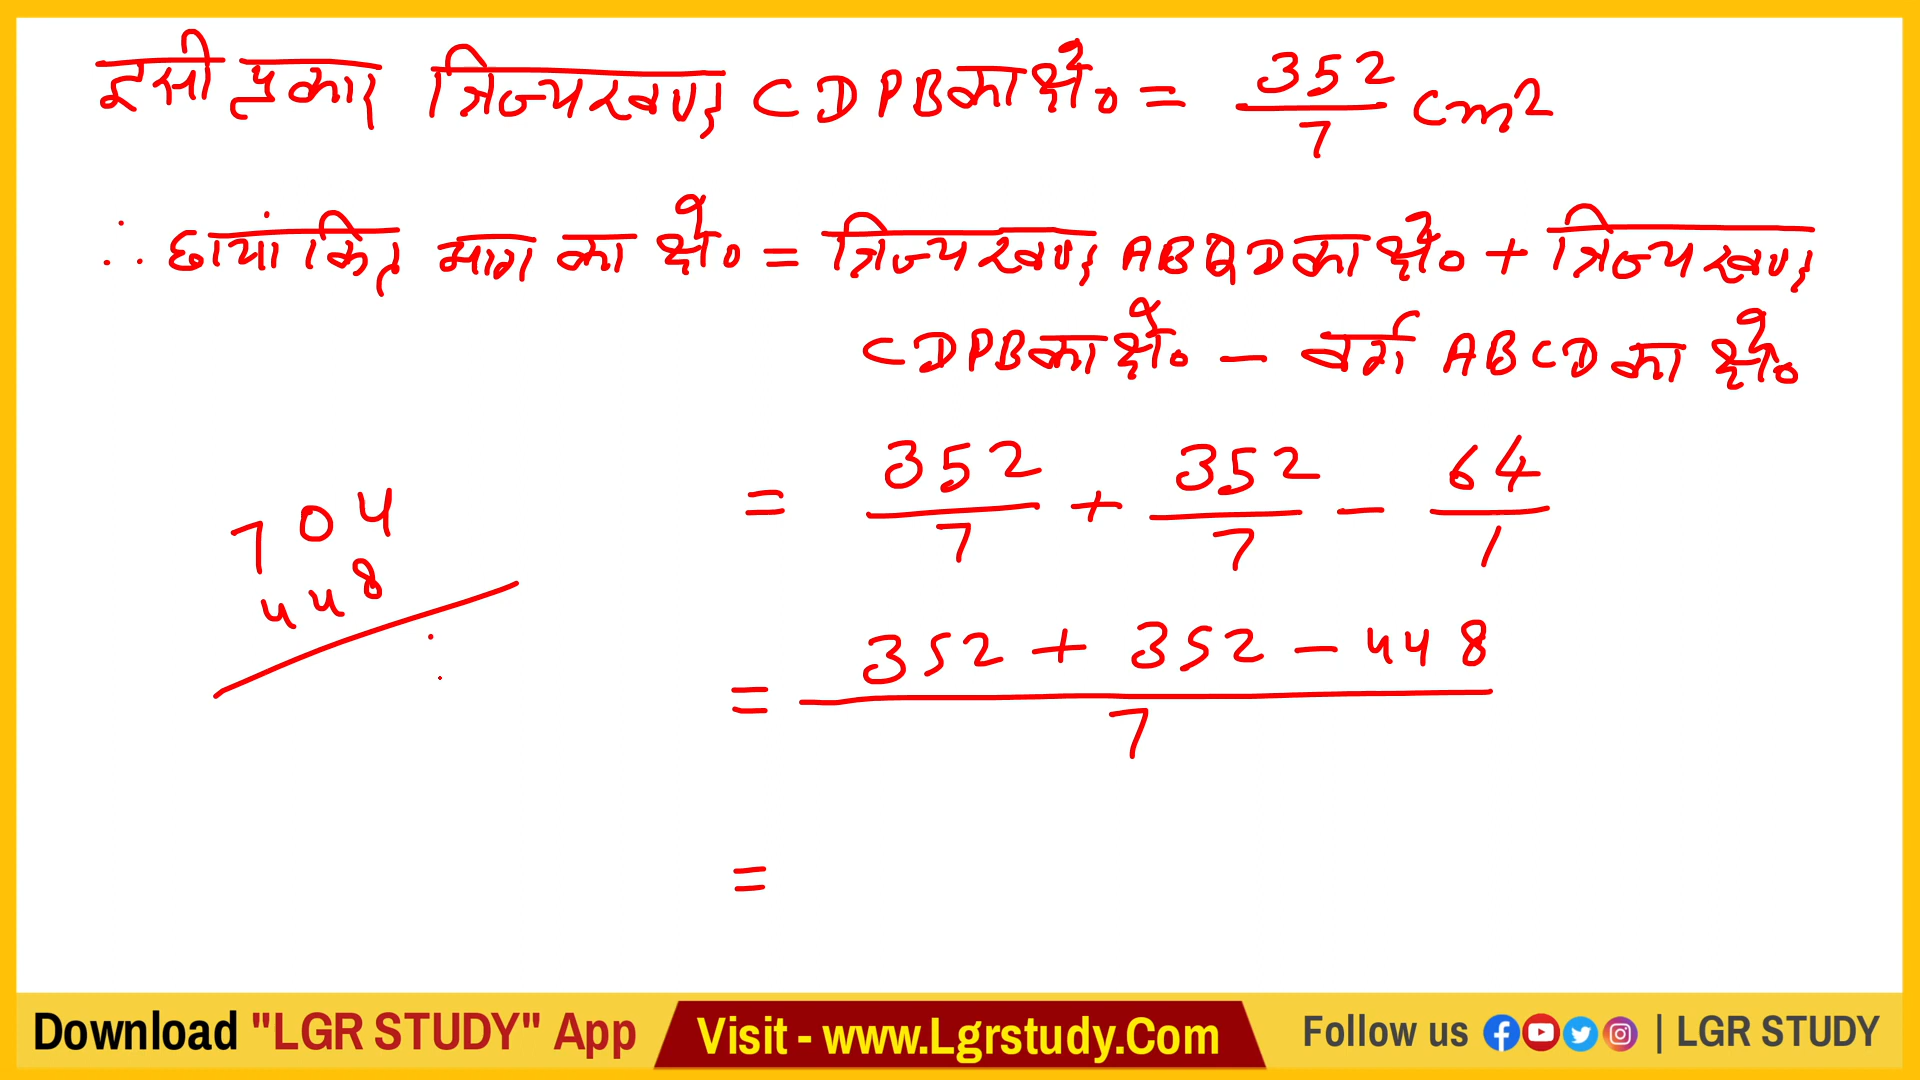 इसी प्रकार त्रिज्यखण्ड CDPB का क्षे० = 352/7 cm²
∴ छायांकित भाग का क्षे० = त्रिज्यखण्ड ABQD का क्षे० + त्रिज्यखण्ड
CDPB का क्षे० - वर्ग ABCD का क्षे०
= 352/7 + 352/7 - 64/1
704
448
= 352 + 352 - 448 / 7
=
Download "LGR STUDY" App Visit - www.Lgrstudy.Com Follow us | LGR STUDY